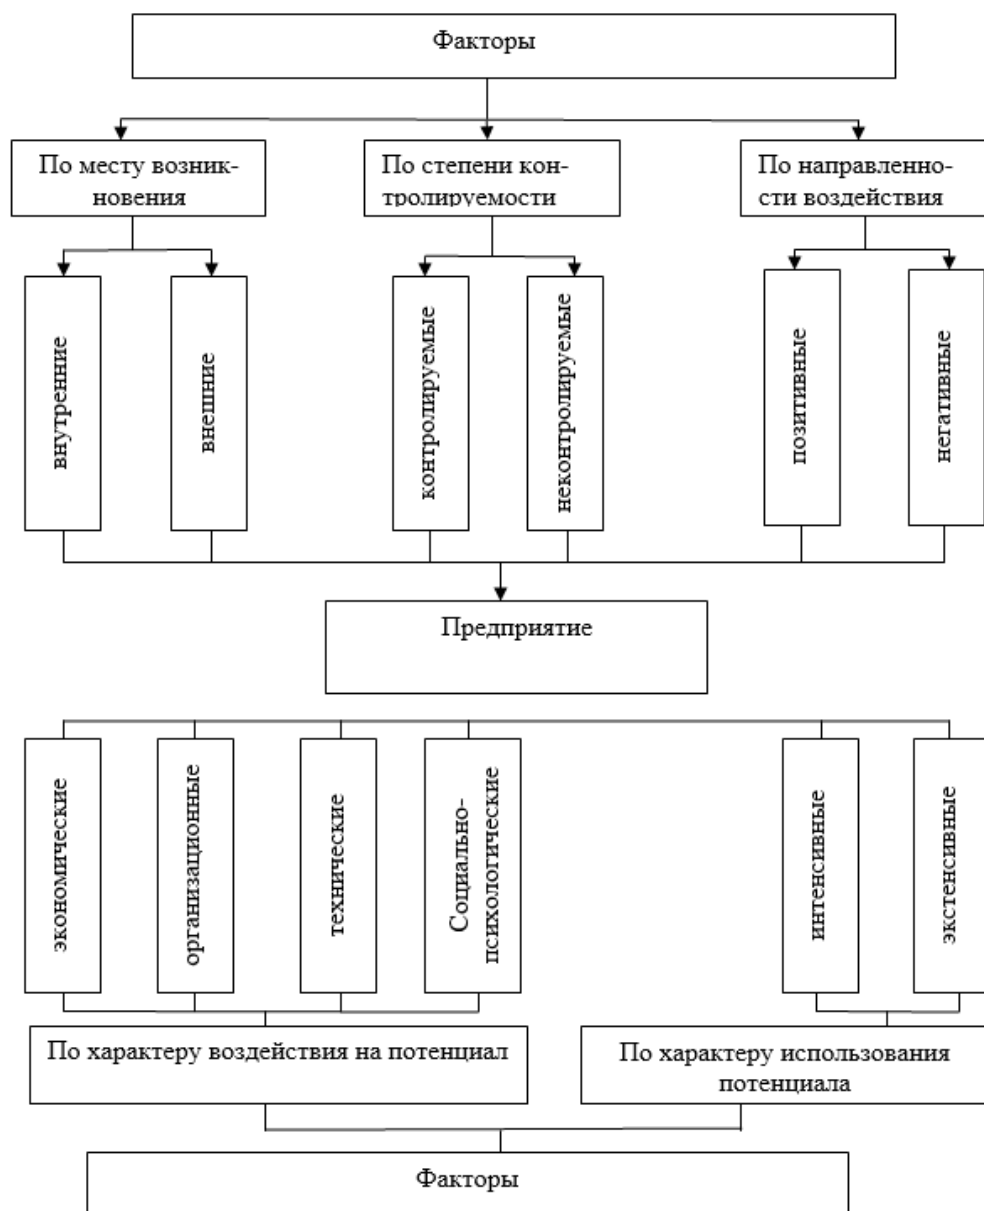 Факторы
По месту возник-
новения
По степени кон-
тролируемости
По направленно-
сти воздействия
внутренние
внешние
контролируемые
неконтролируемые
позитивные
негативные
Предприятие
экономические
организационные
технические
Социально-
психологические
интенсивные
экстенсивные
По характеру воздействия на потенциал
По характеру использования
потенциала
Факторы